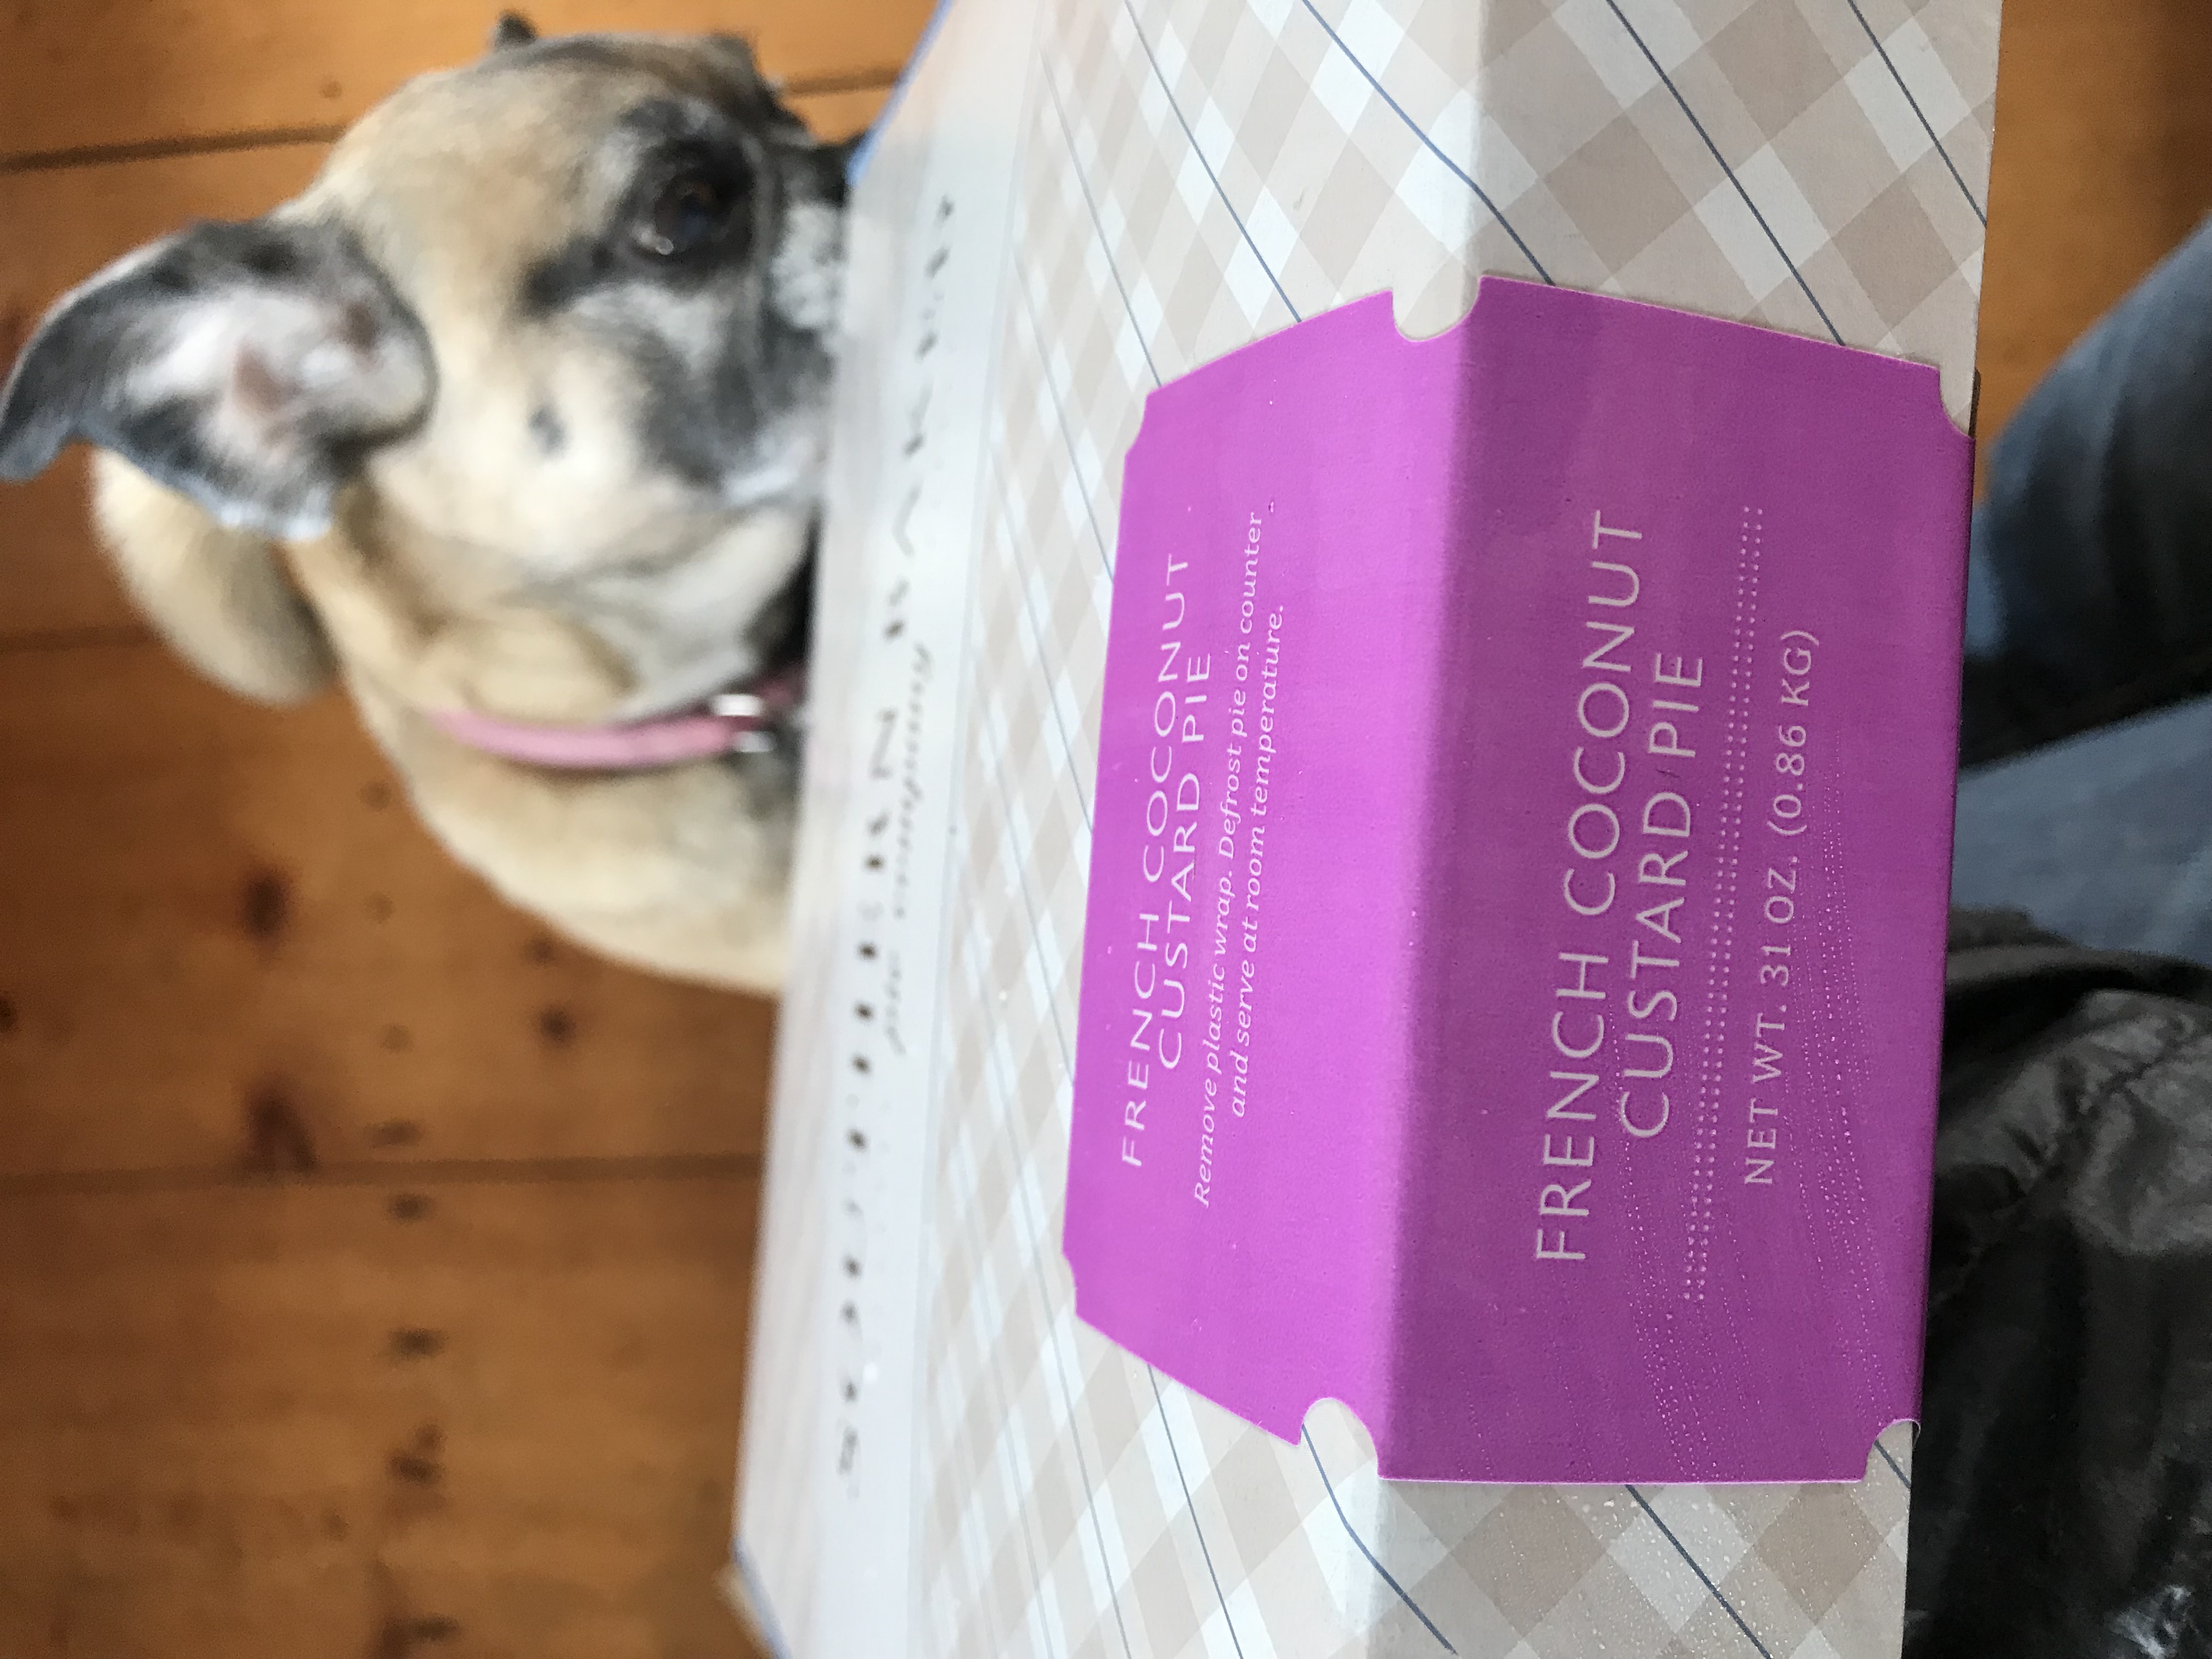 FRENCH COCONUT
CUSTARD PIE
Remove plastic wrap. Defrost pie on counter
and serve at room temperature.
FRENCH COCONUT
CUSTARD PIE
NET WT. 31 OZ. (0.86 KG)